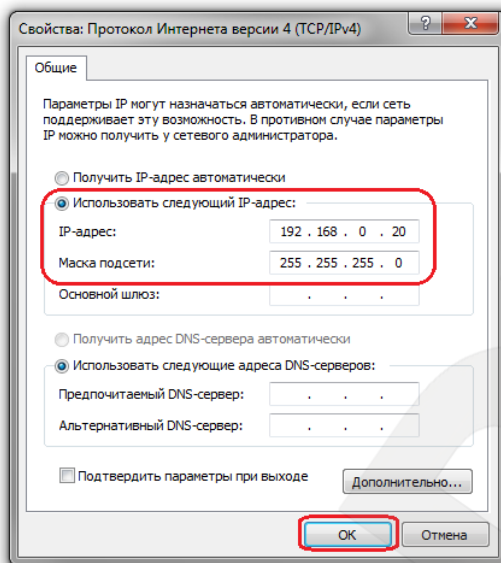 Свойства: Протокол Интернета версии 4 (TCP/IPv4)
Общие
Параметры IP могут назначаться автоматически, если сеть
поддерживает эту возможность. В противном случае параметры
IP можно получить у сетевого администратора.
Получить IP-адрес автоматически
Использовать следующий IP-адрес:
IP-адрес: 192 . 168 . 0 . 20
Маска подсети: 255 . 255 . 255 . 0
Основной шлюз: . . .
Получить адрес DNS-сервера автоматически
Использовать следующие адреса DNS-серверов:
Предпочитаемый DNS-сервер: . . .
Альтернативный DNS-сервер: . . .
Подтвердить параметры при выходе
Дополнительно...
ОК Отмена